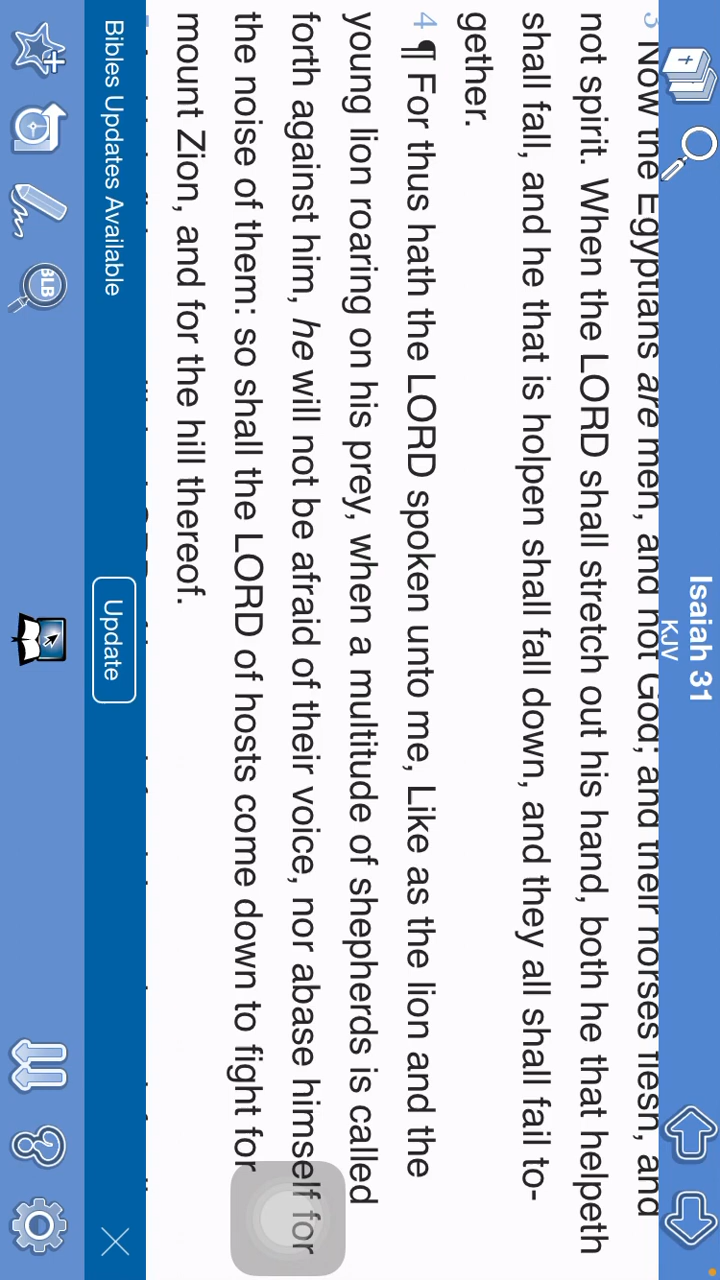 Isaiah 31
KJV
3 Now the Egyptians are men, and not God; and their horses flesh, and
not spirit. When the LORD shall stretch out his hand, both he that helpeth
shall fall, and he that is holpen shall fall down, and they all shall fail to-
gether.
4 ¶ For thus hath the LORD spoken unto me, Like as the lion and the
young lion roaring on his prey, when a multitude of shepherds is called
forth against him, he will not be afraid of their voice, nor abase himself for
the noise of them: so shall the LORD of hosts come down to fight for
mount Zion, and for the hill thereof.
Bibles Updates Available
Update
BLB